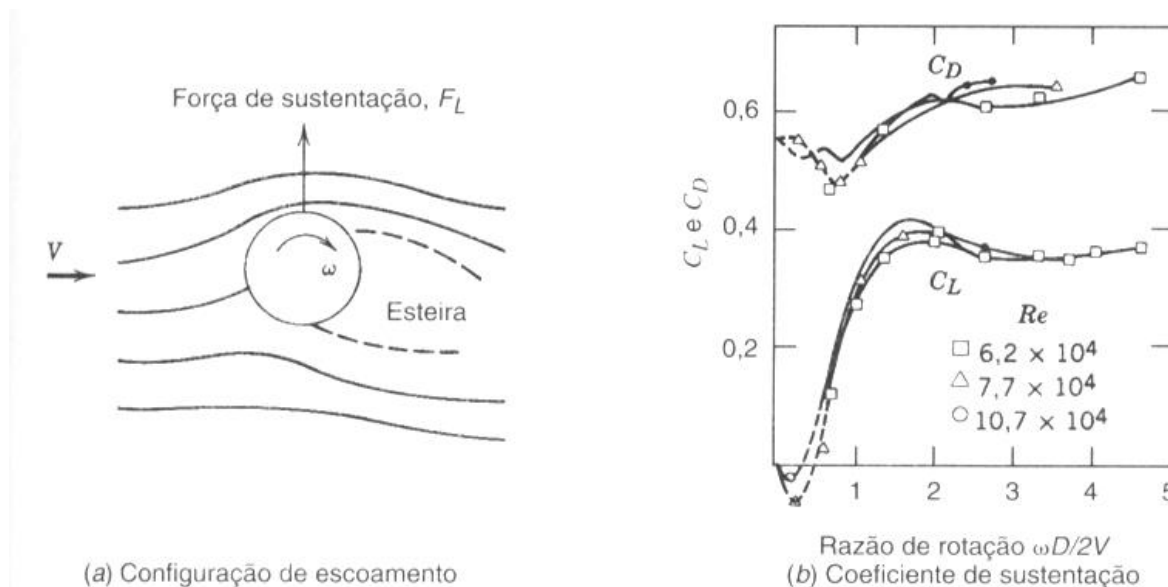 Força de sustentação, F_L
V
ω
Esteira
(a) Configuração de escoamento
C_L e C_D
0,6
0,4
0,2
C_D
C_L
Re
□ 6,2 × 10⁴
△ 7,7 × 10⁴
○ 10,7 × 10⁴
1 2 3 4 5
Razão de rotação ωD/2V
(b) Coeficiente de sustentação